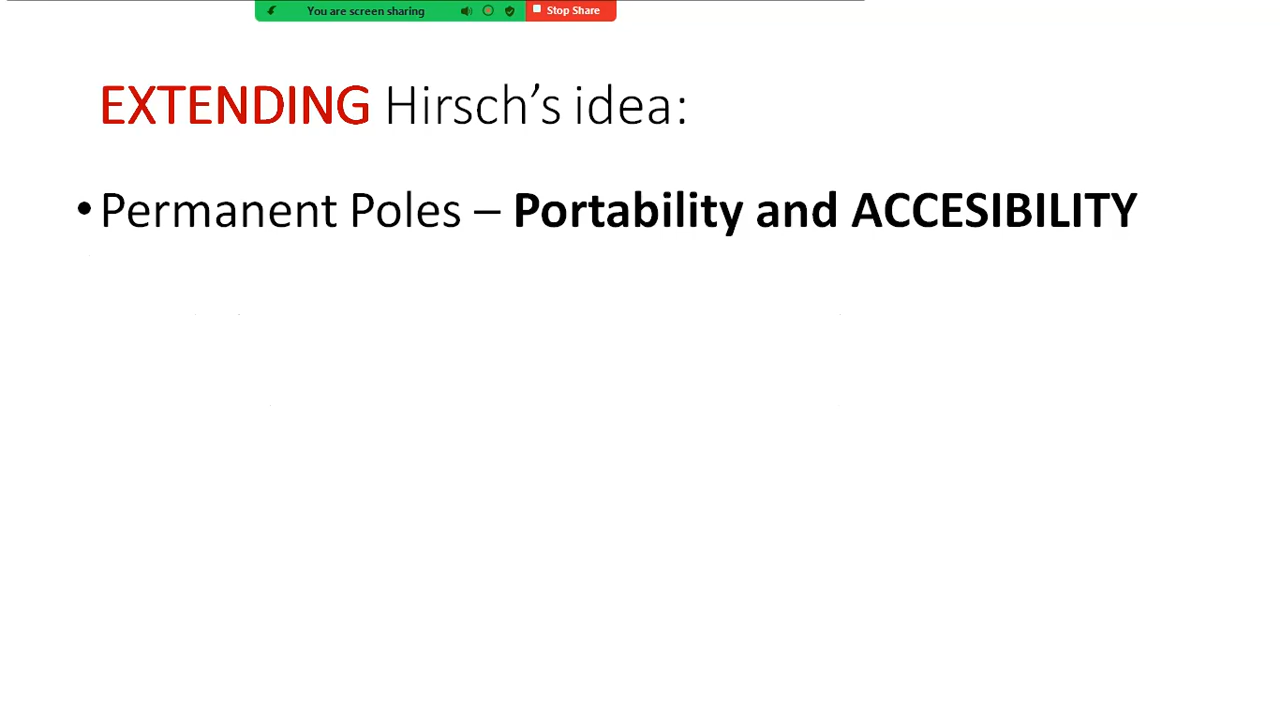 You are screen sharing Stop Share
EXTENDING Hirsch's idea:
•Permanent Poles – Portability and ACCESIBILITY